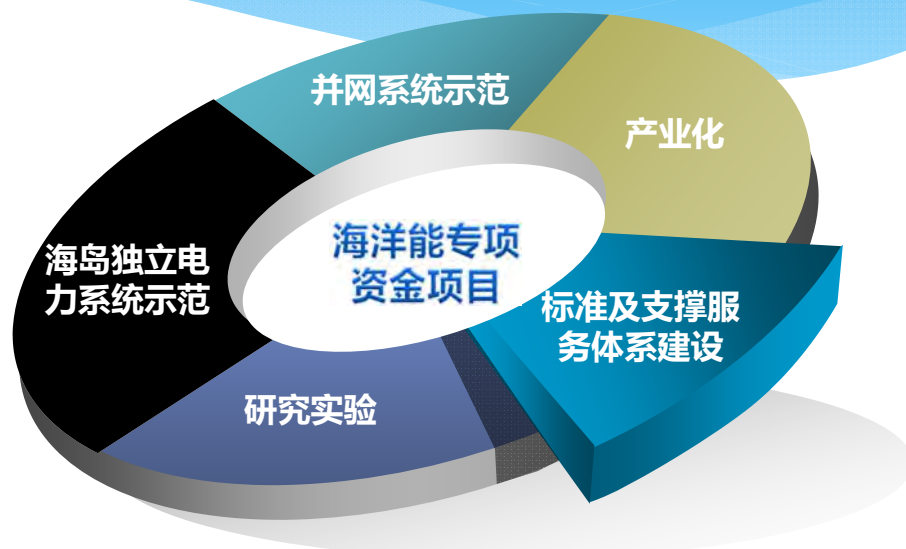 并网系统示范
产业化
海岛独立电
力系统示范
海洋能专项
资金项目
标准及支撑服
务体系建设
研究实验